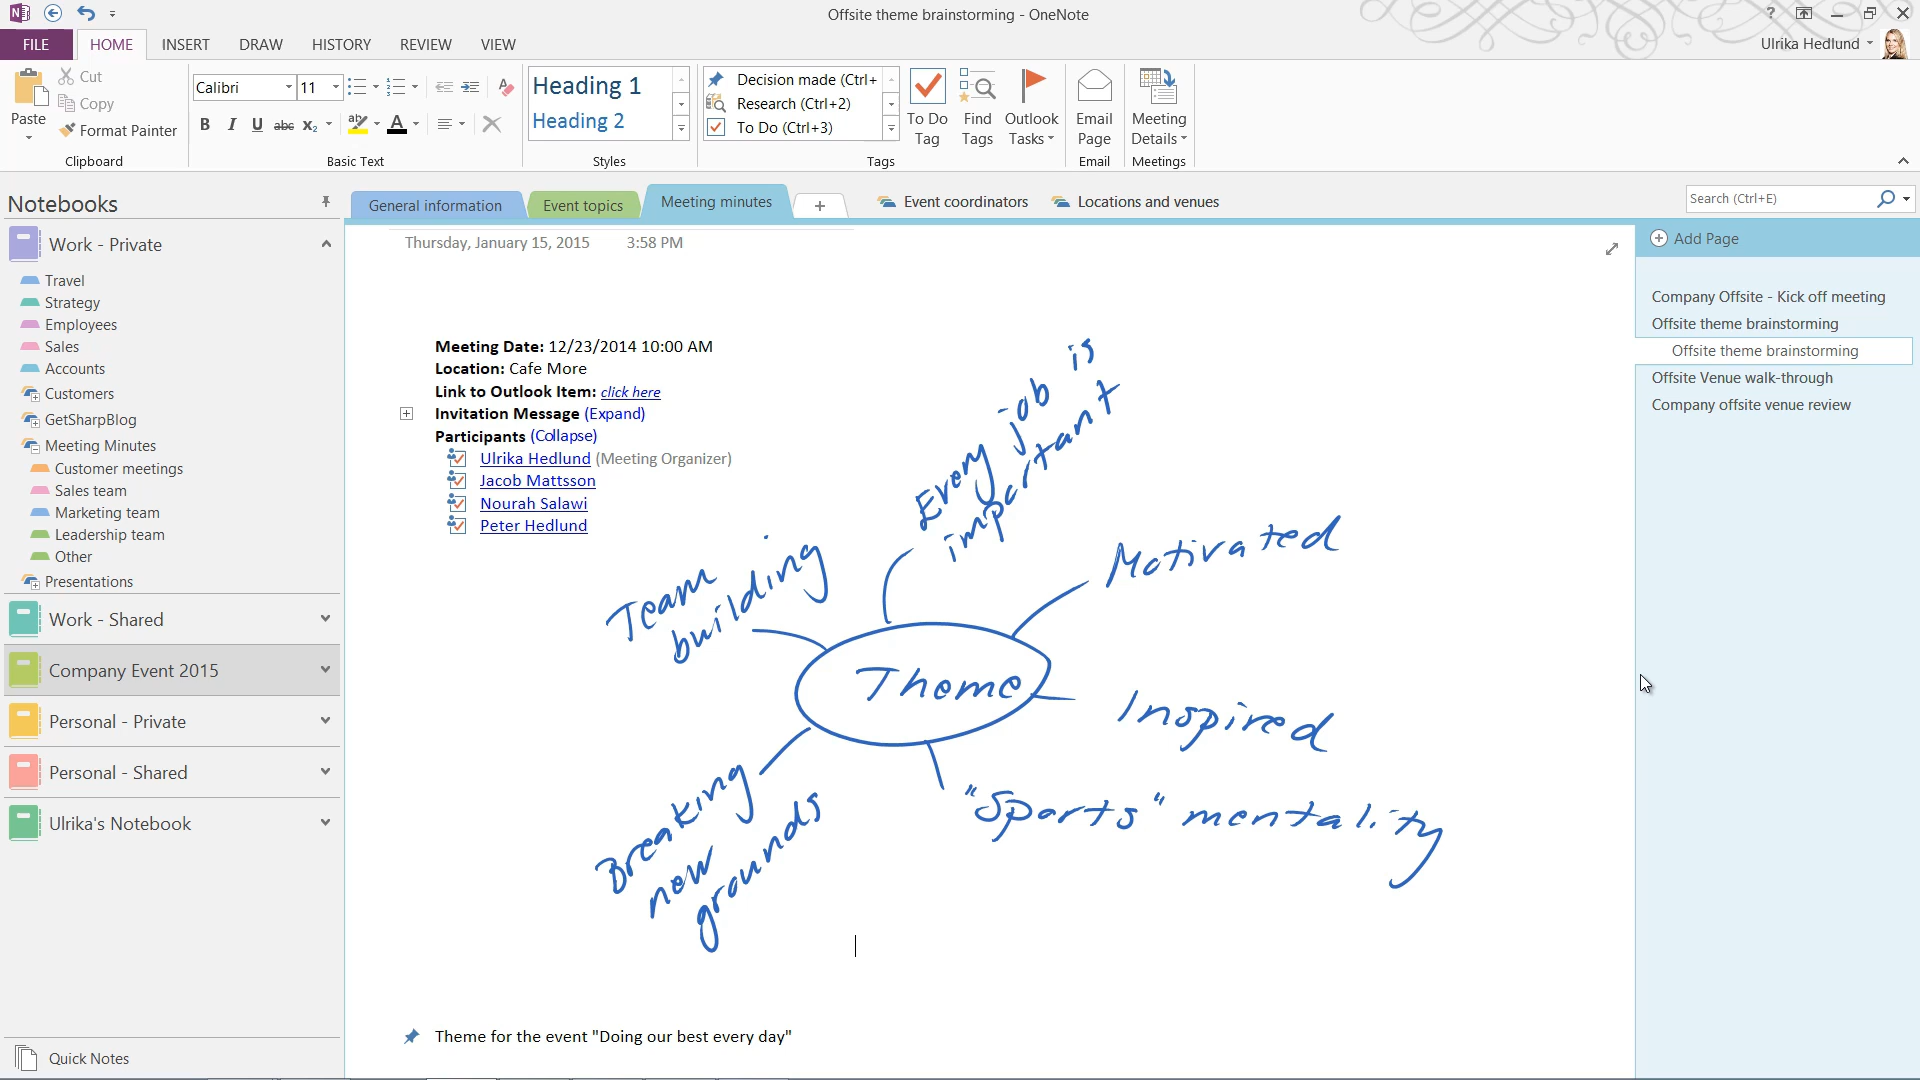 Offsite theme brainstorming - OneNote
?
FILE
HOME
INSERT
DRAW
HISTORY
REVIEW
VIEW
Ulrika Hedlund
Paste
Cut
Copy
Format Painter
Clipboard
Calibri
11
B I U abc X₂ A
Basic Text
Heading 1
Heading 2
Styles
Decision made (Ctrl+
Research (Ctrl+2)
To Do (Ctrl+3)
To Do
Tag
Find
Tags
Outlook
Tasks
Tags
Email
Page
Email
Meeting
Details
Meetings
Notebooks
Work - Private
Travel
Strategy
Employees
Sales
Accounts
Customers
GetSharpBlog
Meeting Minutes
Customer meetings
Sales team
Marketing team
Leadership team
Other
Presentations
Work - Shared
Company Event 2015
Personal - Private
Personal - Shared
Ulrika's Notebook
Quick Notes
General information
Event topics
Meeting minutes
+
Event coordinators
Locations and venues
Search (Ctrl+E)
Thursday, January 15, 2015 3:58 PM
Meeting Date: 12/23/2014 10:00 AM
Location: Cafe More
Link to Outlook Item: click here
Invitation Message (Expand)
Participants (Collapse)
Ulrika Hedlund (Meeting Organizer)
Jacob Mattsson
Nourah Salawi
Peter Hedlund
Every job is
important
Team
building
Motivated
Theme
Inspired
"Sports" mentality
Breaking
new
grounds
Theme for the event "Doing our best every day"
Add Page
Company Offsite - Kick off meeting
Offsite theme brainstorming
Offsite theme brainstorming
Offsite Venue walk-through
Company offsite venue review